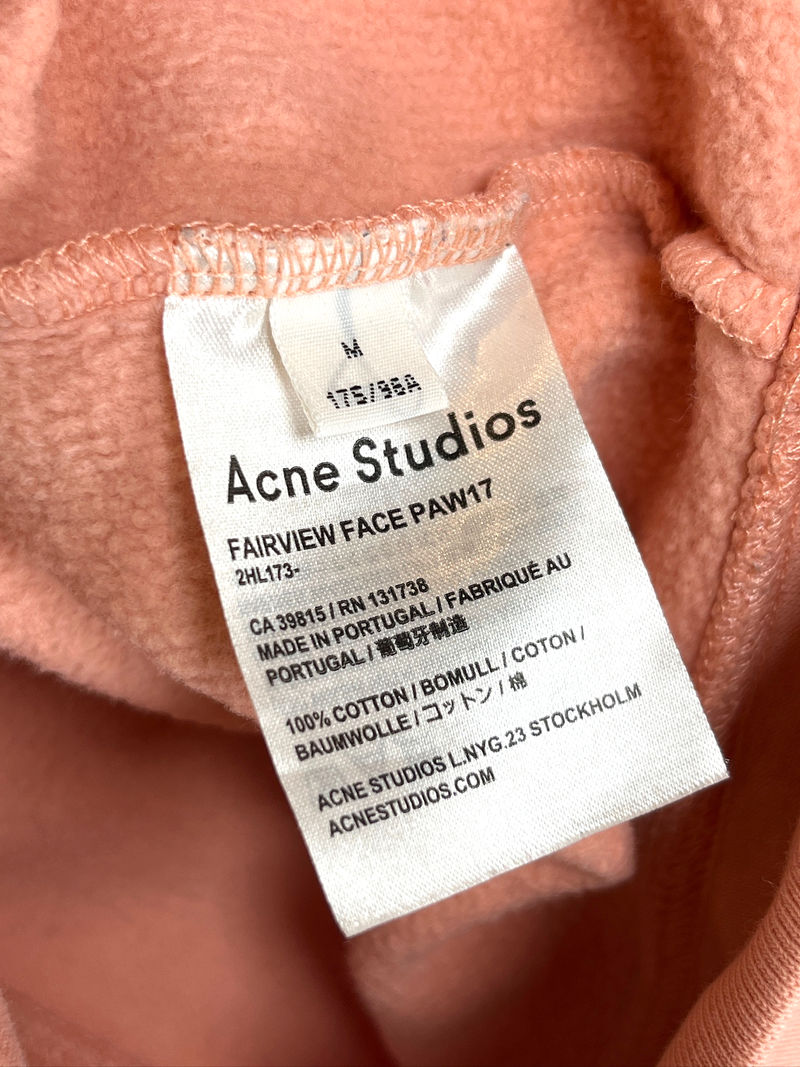 M
175/96A
Acne Studios
FAIRVIEW FACE PAW17
2HL173-
CA 39815 / RN 131738
MADE IN PORTUGAL / FABRIQUÉ AU
PORTUGAL / 葡萄牙制造
100% COTTON / BOMULL / COTON /
BAUMWOLLE / コットン / 棉
ACNE STUDIOS L.NYG.23 STOCKHOLM
ACNESTUDIOS.COM